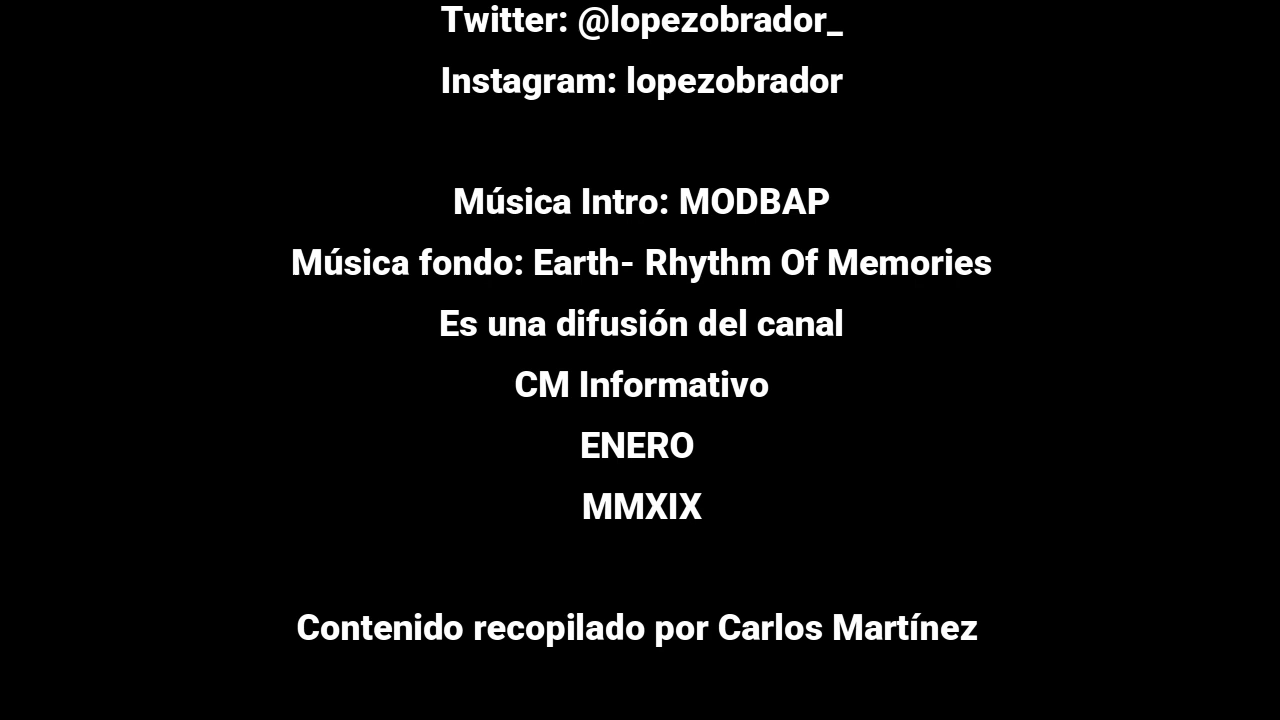 Twitter: @lopezobrador_
Instagram: lopezobrador
Música Intro: MODBAP
Música fondo: Earth- Rhythm Of Memories
Es una difusión del canal
CM Informativo
ENERO
MMXIX
Contenido recopilado por Carlos Martínez